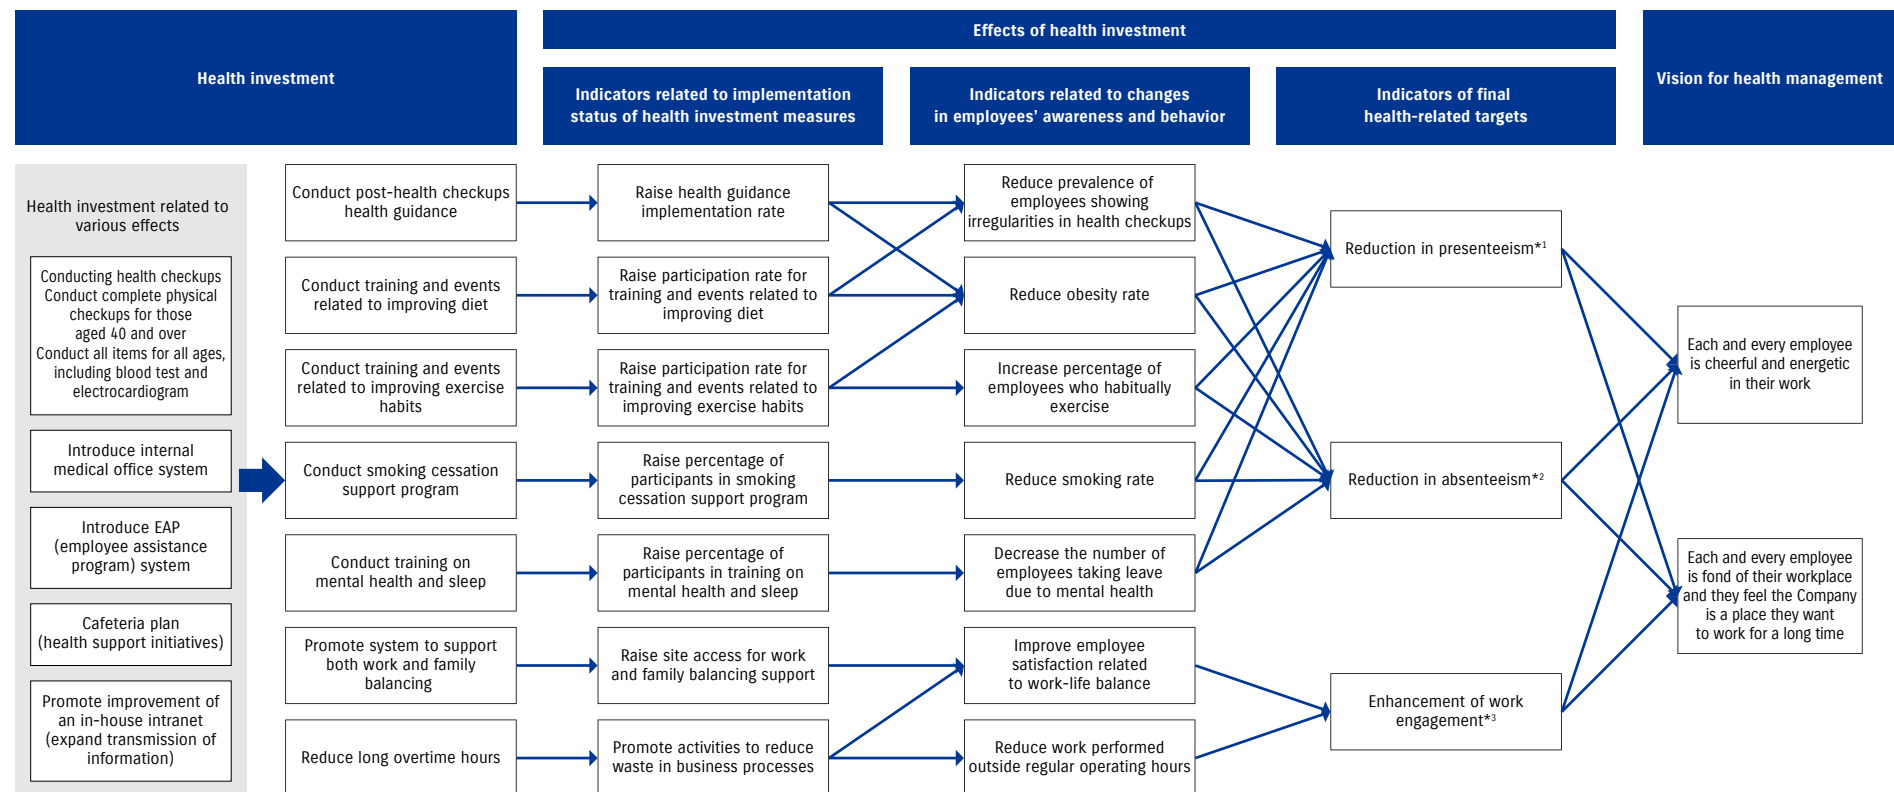 Health investment
Effects of health investment
Indicators related to implementation
status of health investment measures
Indicators related to changes
in employees' awareness and behavior
Indicators of final
health-related targets
Vision for health management
Health investment related to
various effects
Conducting health checkups
Conduct complete physical
checkups for those
aged 40 and over
Conduct all items for all ages,
including blood test and
electrocardiogram
Introduce internal
medical office system
Introduce EAP
(employee assistance
program) system
Cafeteria plan
(health support initiatives)
Promote improvement of
an in-house intranet
(expand transmission of
information)
Conduct post-health checkups
health guidance
Conduct training and events
related to improving diet
Conduct training and events
related to improving exercise
habits
Conduct smoking cessation
support program
Conduct training on
mental health and sleep
Promote system to support
both work and family
balancing
Reduce long overtime hours
Raise health guidance
implementation rate
Raise participation rate for
training and events related to
improving diet
Raise participation rate for
training and events related to
improving exercise habits
Raise percentage of
participants in smoking
cessation support program
Raise percentage of
participants in training on
mental health and sleep
Raise site access for work
and family balancing support
Promote activities to reduce
waste in business processes
Reduce prevalence of
employees showing
irregularities in health checkups
Reduce obesity rate
Increase percentage of
employees who habitually
exercise
Reduce smoking rate
Decrease the number of
employees taking leave
due to mental health
Improve employee
satisfaction related
to work-life balance
Reduce work performed
outside regular operating hours
Reduction in presenteeism*1
Reduction in absenteeism*2
Enhancement of work
engagement*3
Each and every employee
is cheerful and energetic
in their work
Each and every employee
is fond of their workplace
and they feel the Company
is a place they want
to work for a long time